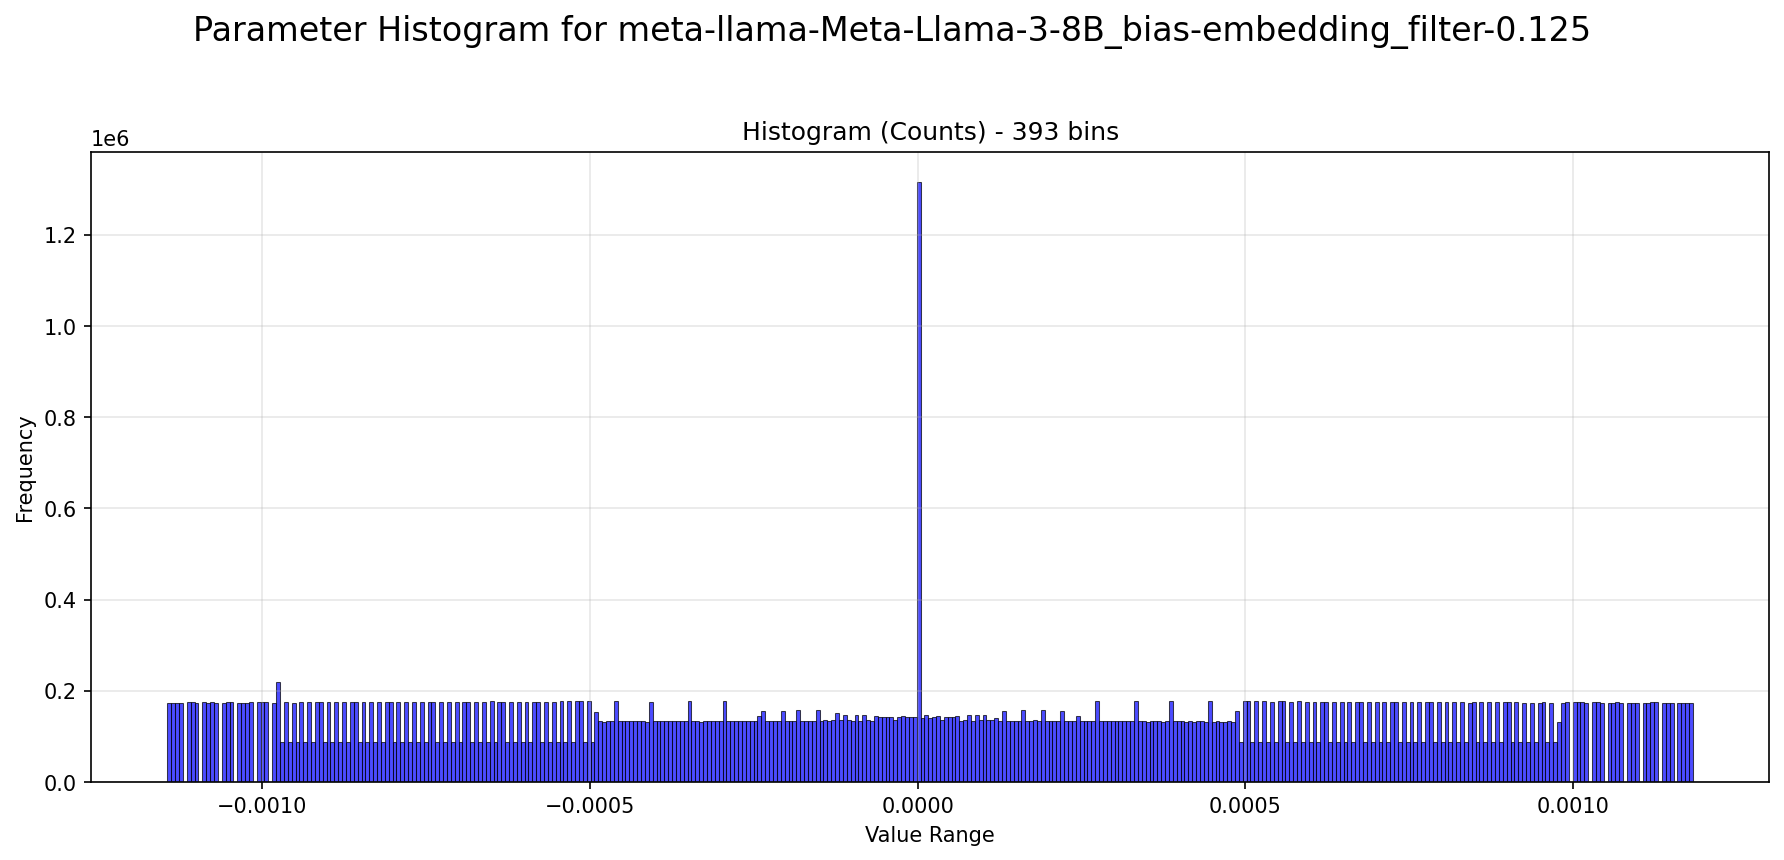 Parameter Histogram for meta-llama-Meta-Llama-3-8B_bias-embedding_filter-0.125
Histogram (Counts) - 393 bins
1e6
1.2
1.0
0.8
0.6
0.4
0.2
0.0
Frequency
−0.0010 −0.0005 0.0000 0.0005 0.0010
Value Range